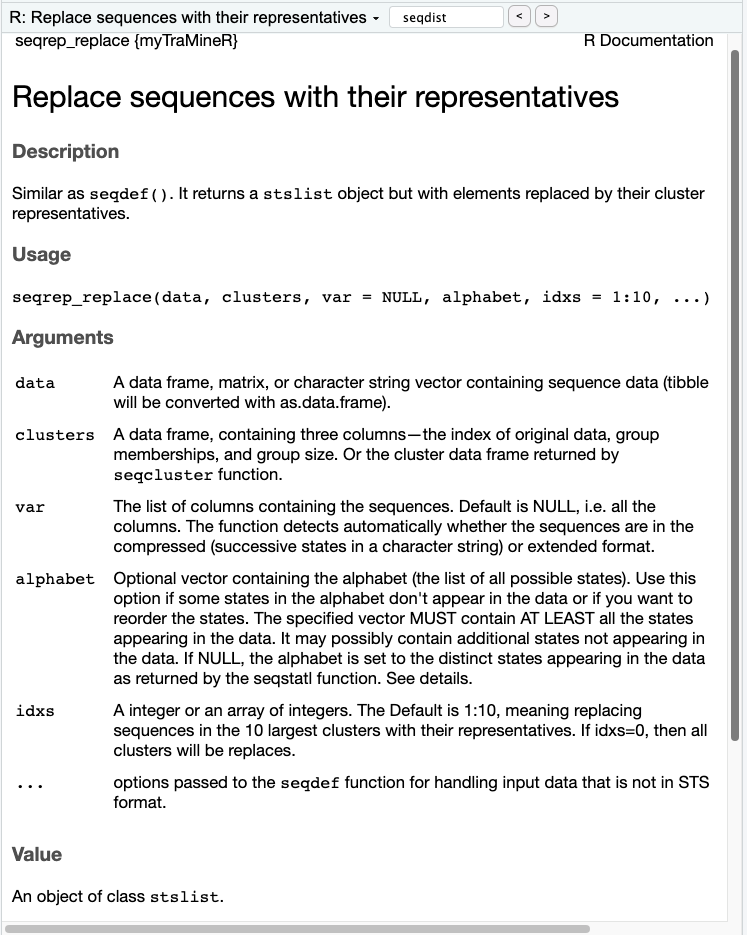 R: Replace sequences with their representatives
seqdist
<
>
seqrep_replace {myTraMineR}
R Documentation
Replace sequences with their representatives
Description
Similar as seqdef(). It returns a stslist object but with elements replaced by their cluster
representatives.
Usage
seqrep_replace(data, clusters, var = NULL, alphabet, idxs = 1:10, ...)
Arguments
data
A data frame, matrix, or character string vector containing sequence data (tibble
will be converted with as.data.frame).
clusters
A data frame, containing three columns—the index of original data, group
memberships, and group size. Or the cluster data frame returned by
seqcluster function.
var
The list of columns containing the sequences. Default is NULL, i.e. all the
columns. The function detects automatically whether the sequences are in the
compressed (successive states in a character string) or extended format.
alphabet
Optional vector containing the alphabet (the list of all possible states). Use this
option if some states in the alphabet don't appear in the data or if you want to
reorder the states. The specified vector MUST contain AT LEAST all the states
appearing in the data. It may possibly contain additional states not appearing in
the data. If NULL, the alphabet is set to the distinct states appearing in the data
as returned by the seqstatl function. See details.
idxs
A integer or an array of integers. The Default is 1:10, meaning replacing
sequences in the 10 largest clusters with their representatives. If idxs=0, then all
clusters will be replaces.
...
options passed to the seqdef function for handling input data that is not in STS
format.
Value
An object of class stslist.